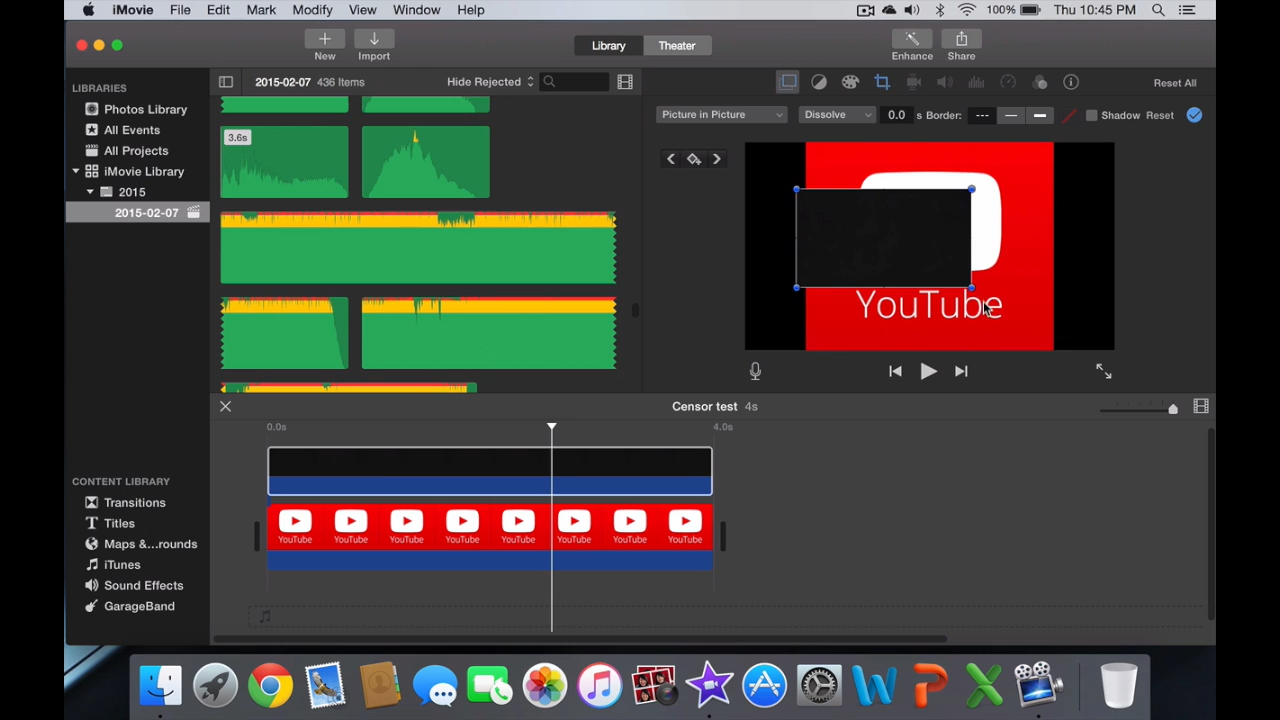 iMovie File Edit Mark Modify View Window Help 100% Thu 10:45 PM
New Import Library Theater Enhance Share
LIBRARIES 2015-02-07 436 Items Hide Rejected Reset All
Photos Library
All Events
All Projects
iMovie Library
2015
2015-02-07
3.6s
Picture in Picture Dissolve 0.0 s Border: Shadow Reset
YouTube
Censor test 4s
0.0s 4.0s
YouTube YouTube YouTube YouTube YouTube YouTube YouTube YouTube
CONTENT LIBRARY
Transitions
T Titles
Maps &...rounds
iTunes
Sound Effects
GarageBand